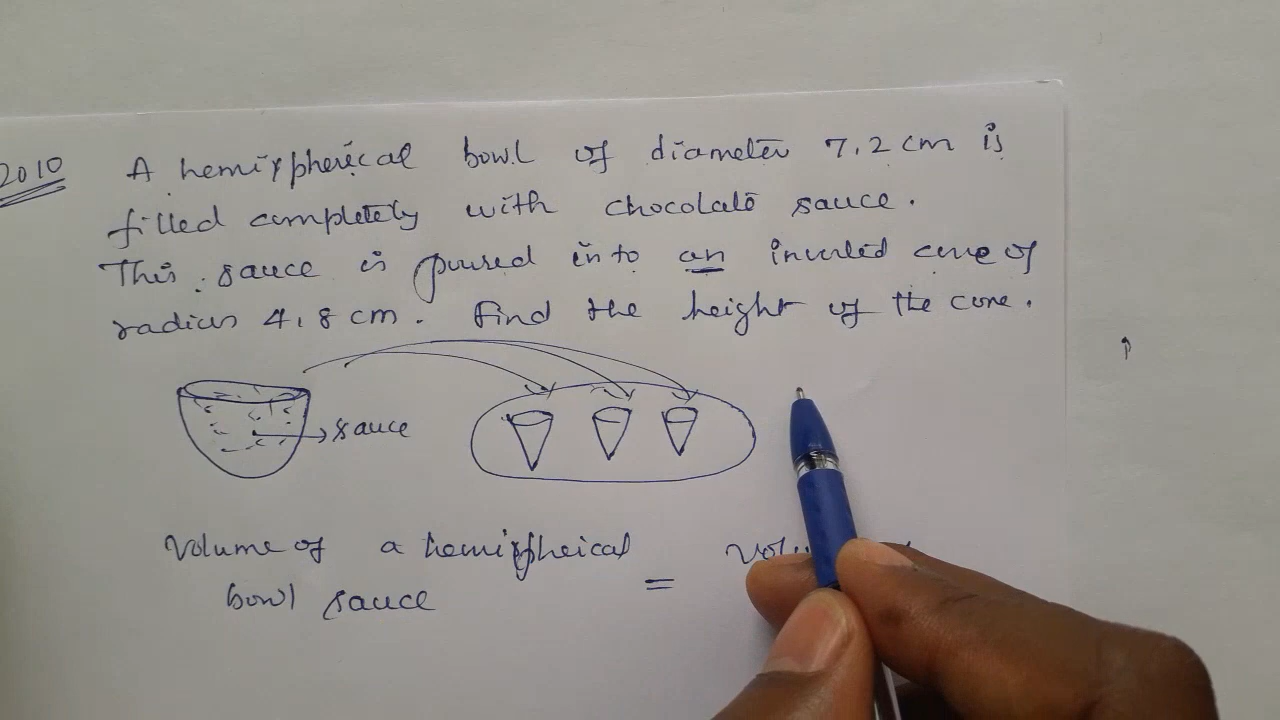 2010
A hemispherical bowl of diameter 7.2 cm is
filled completely with chocolate sauce.
This sauce is poured into an inverted cone of
radius 4.8 cm. Find the height of the cone.
sauce
Volume of a hemispherical =
bowl sauce